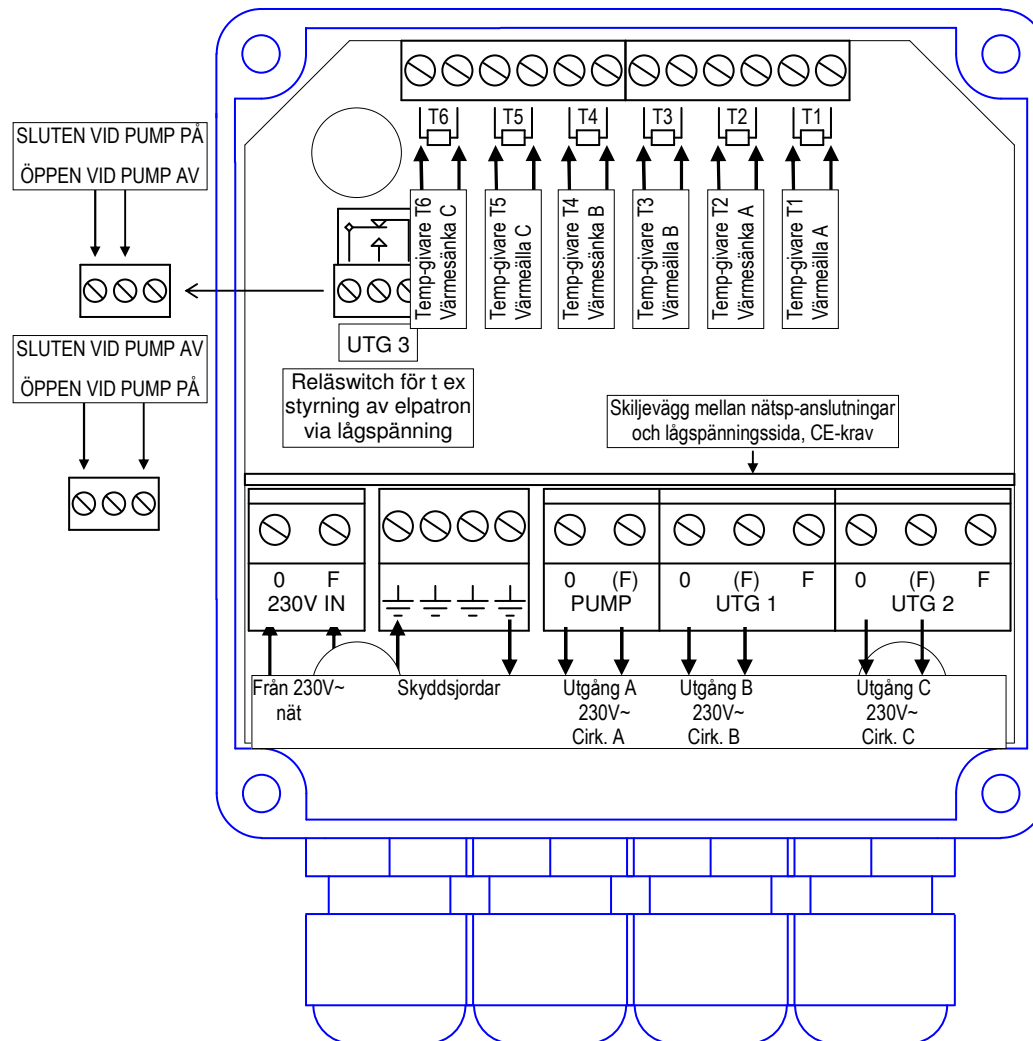 T6
T5
T4
T3
T2
T1
SLUTEN VID PUMP PÅ
ÖPPEN VID PUMP AV
Temp-givare T6
Värmesänka C
Temp-givare T5
Värmeälla C
Temp-givare T4
Värmesänka B
Temp-givare T3
Värmeälla B
Temp-givare T2
Värmesänka A
Temp-givare T1
Värmeälla A
UTG 3
SLUTEN VID PUMP AV
ÖPPEN VID PUMP PÅ
Reläswitch för t ex
styrning av elpatron
via lågspänning
Skiljevägg mellan nätsp-anslutningar
och lågspänningssida, CE-krav
0 F
230V IN
0 (F)
PUMP
0 (F) F
UTG 1
0 (F) F
UTG 2
Från 230V~
nät
Skyddsjordar
Utgång A
230V~
Cirk. A
Utgång B
230V~
Cirk. B
Utgång C
230V~
Cirk. C